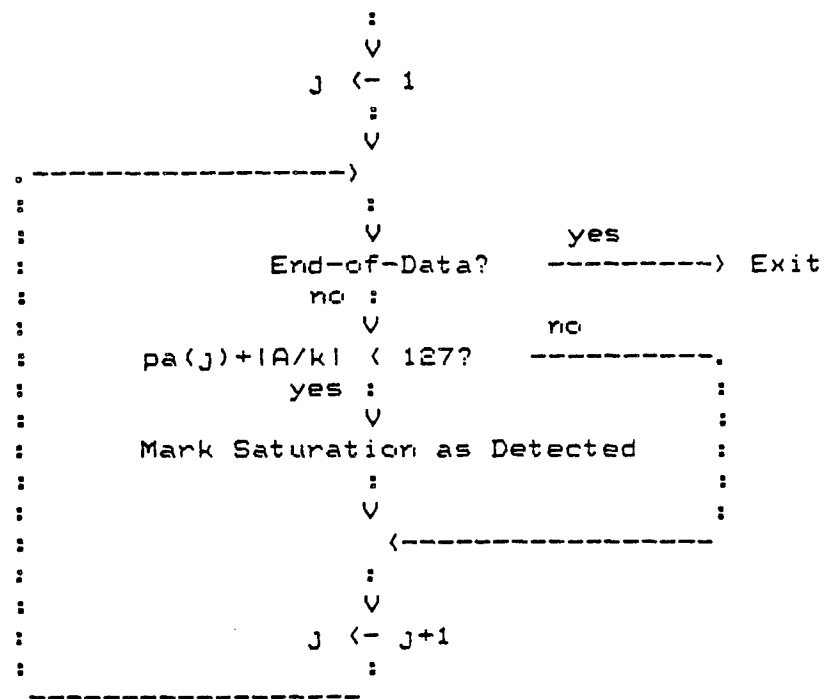 :
V
j <- 1
:
V
.------------------>
:
V
yes
End-of-Data? ---------> Exit
no :
V
no
pa(j)+|A/k| < 127? ----------.
yes :
V
Mark Saturation as Detected
:
V
<------------------
:
V
j <- j+1
:
------------------